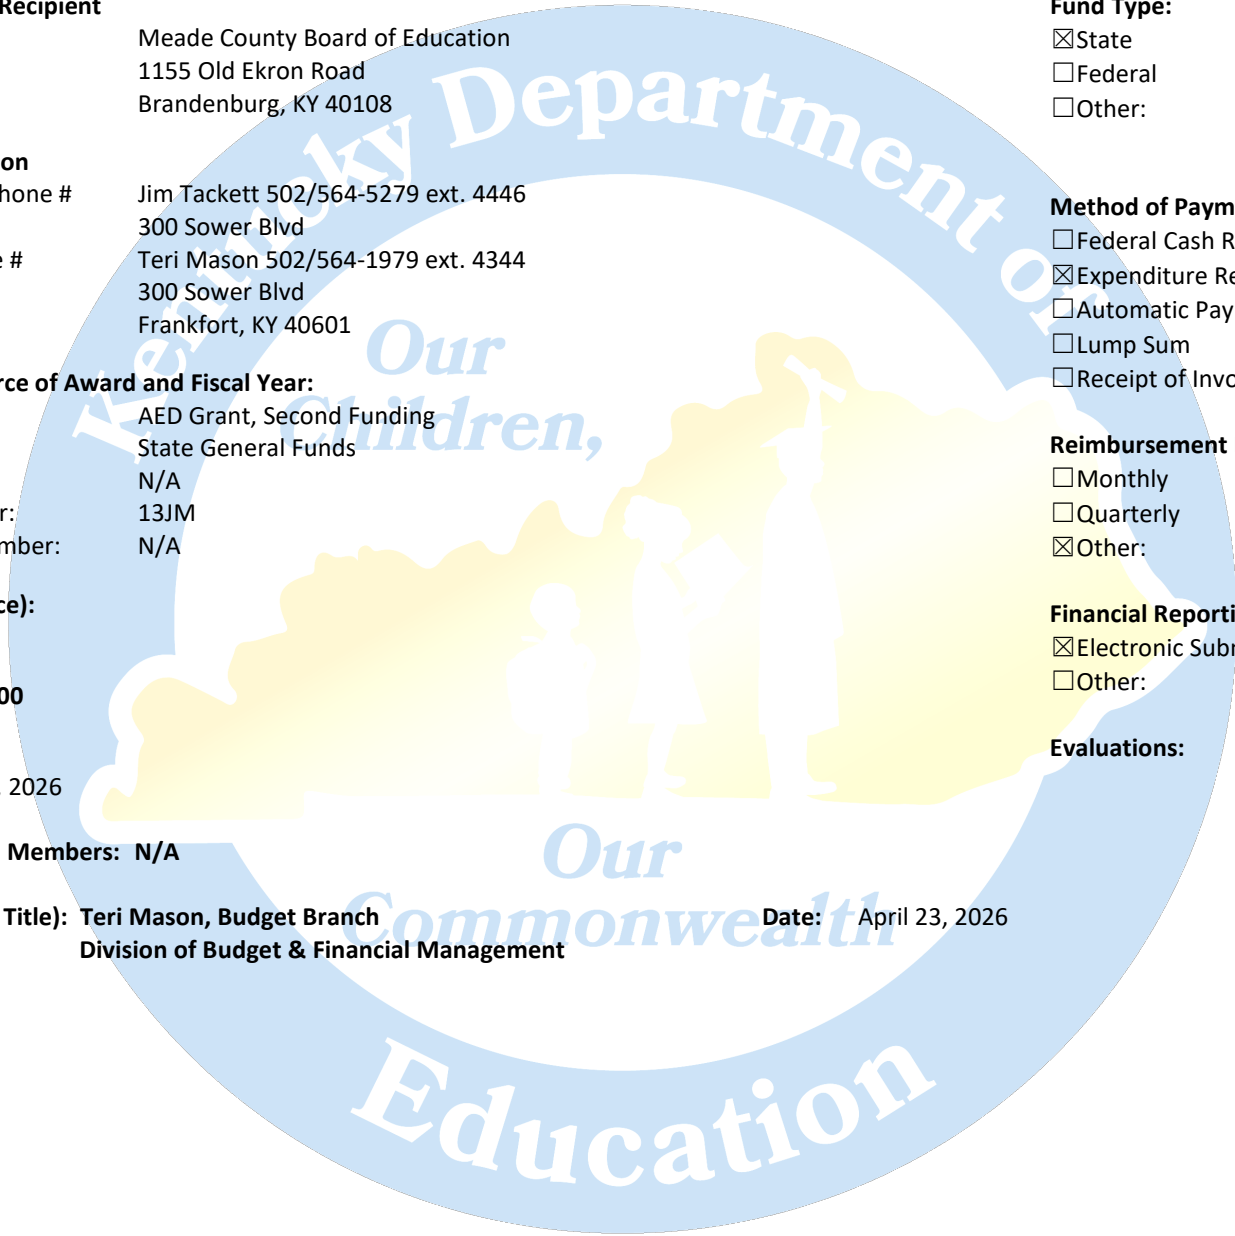 Recipient
Meade County Board of Education
1155 Old Ekron Road
Brandenburg, KY 40108
on
hone # Jim Tackett 502/564-5279 ext. 4446
300 Sower Blvd
e # Teri Mason 502/564-1979 ext. 4344
300 Sower Blvd
Frankfort, KY 40601
rce of Award and Fiscal Year:
AED Grant, Second Funding
State General Funds
N/A
r: 13JM
mber: N/A
ce):
00
, 2026
Members: N/A
Title): Teri Mason, Budget Branch Date: April 23, 2026
Division of Budget & Financial Management
Fund Type:
☒State
☐Federal
☐Other:
Method of Paym
☐Federal Cash R
☒Expenditure Re
☐Automatic Pay
☐Lump Sum
☐Receipt of Invo
Reimbursement
☐Monthly
☐Quarterly
☒Other:
Financial Reporti
☒Electronic Subr
☐Other:
Evaluations:
Kentucky Department of
Education
Our
Children,
Our
Commonwealth